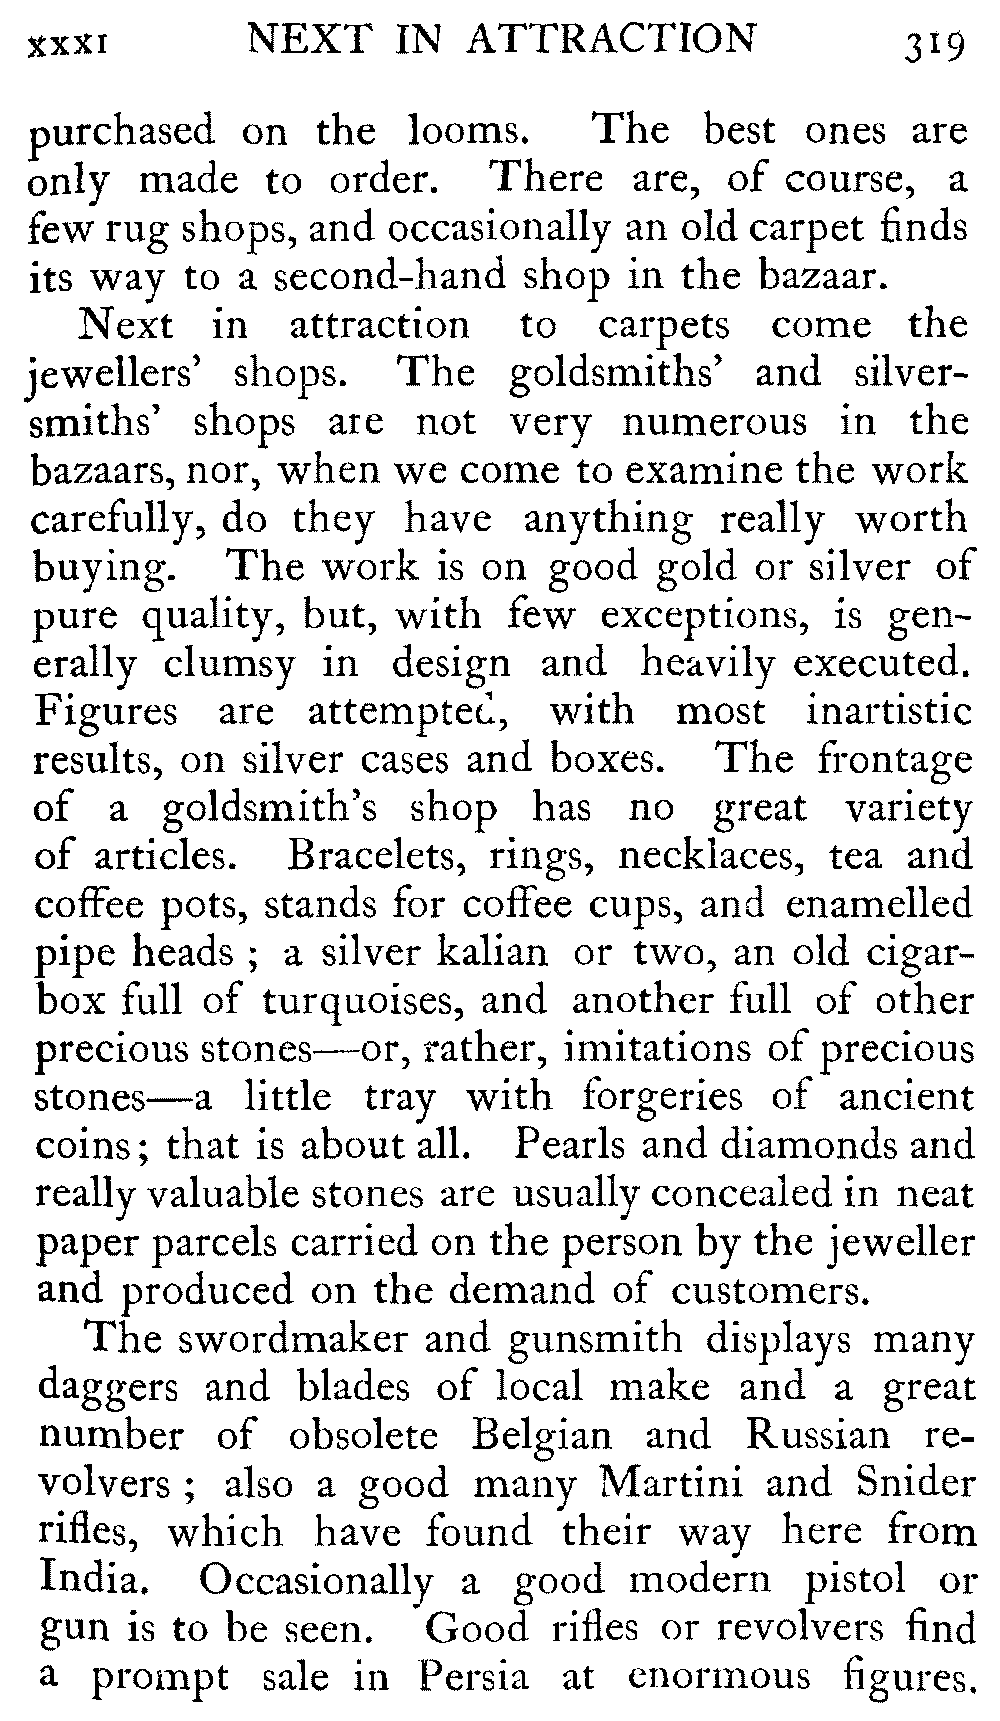 xxxi NEXT IN ATTRACTION 319
purchased on the looms. The best ones are
only made to order. There are, of course, a
few rug shops, and occasionally an old carpet finds
its way to a second-hand shop in the bazaar.
Next in attraction to carpets come the
jewellers' shops. The goldsmiths' and silver-
smiths' shops are not very numerous in the
bazaars, nor, when we come to examine the work
carefully, do they have anything really worth
buying. The work is on good gold or silver of
pure quality, but, with few exceptions, is gen-
erally clumsy in design and heavily executed.
Figures are attempted, with most inartistic
results, on silver cases and boxes. The frontage
of a goldsmith's shop has no great variety
of articles. Bracelets, rings, necklaces, tea and
coffee pots, stands for coffee cups, and enamelled
pipe heads ; a silver kalian or two, an old cigar-
box full of turquoises, and another full of other
precious stones—or, rather, imitations of precious
stones—a little tray with forgeries of ancient
coins; that is about all. Pearls and diamonds and
really valuable stones are usually concealed in neat
paper parcels carried on the person by the jeweller
and produced on the demand of customers.
The swordmaker and gunsmith displays many
daggers and blades of local make and a great
number of obsolete Belgian and Russian re-
volvers ; also a good many Martini and Snider
rifles, which have found their way here from
India. Occasionally a good modern pistol or
gun is to be seen. Good rifles or revolvers find
a prompt sale in Persia at enormous figures.